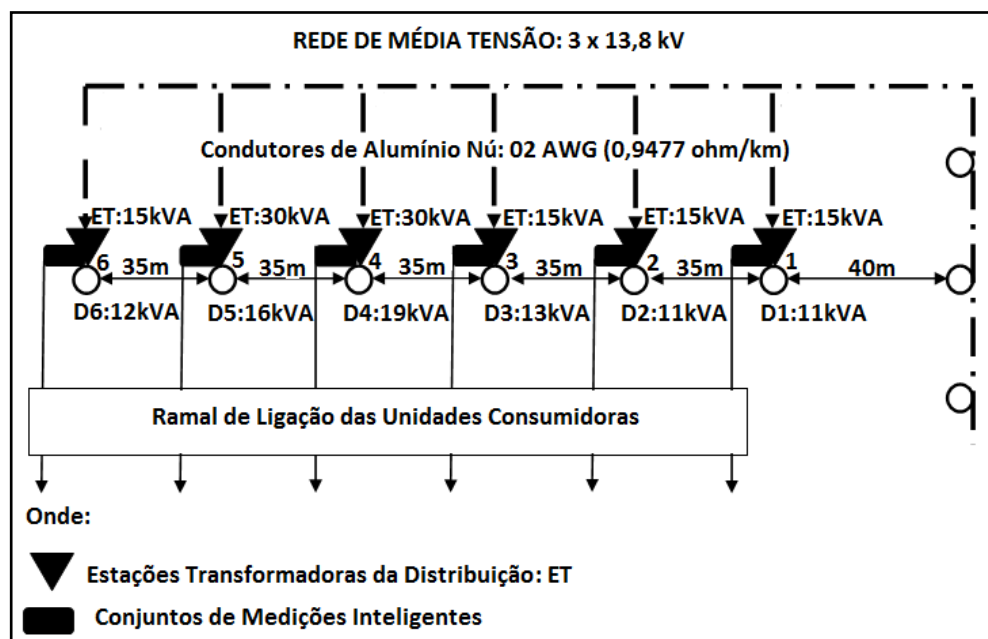 REDE DE MÉDIA TENSÃO: 3 x 13,8 kV
Condutores de Alumínio Nú: 02 AWG (0,9477 ohm/km)
ET:15kVA ET:30kVA ET:30kVA ET:15kVA ET:15kVA ET:15kVA
6 35m 5 35m 4 35m 3 35m 2 35m 1 40m
D6:12kVA D5:16kVA D4:19kVA D3:13kVA D2:11kVA D1:11kVA
Ramal de Ligação das Unidades Consumidoras
Onde:
Estações Transformadoras da Distribuição: ET
Conjuntos de Medições Inteligentes